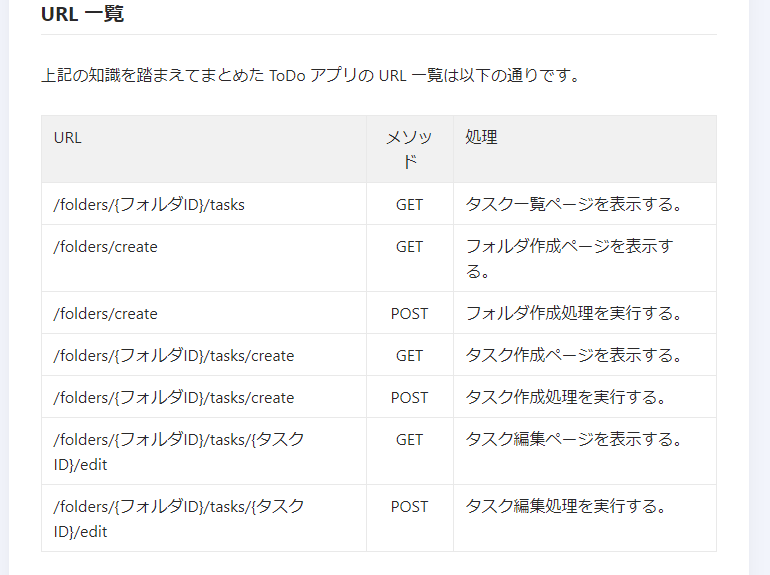 URL 一覧
上記の知識を踏まえてまとめた ToDo アプリの URL 一覧は以下の通りです。
URL メソッ 処理
ド
/folders/{フォルダID}/tasks GET タスク一覧ページを表示する。
/folders/create GET フォルダ作成ページを表示す
る。
/folders/create POST フォルダ作成処理を実行する。
/folders/{フォルダID}/tasks/create GET タスク作成ページを表示する。
/folders/{フォルダID}/tasks/create POST タスク作成処理を実行する。
/folders/{フォルダID}/tasks/{タスク GET タスク編集ページを表示する。
ID}/edit
/folders/{フォルダID}/tasks/{タスク POST タスク編集処理を実行する。
ID}/edit